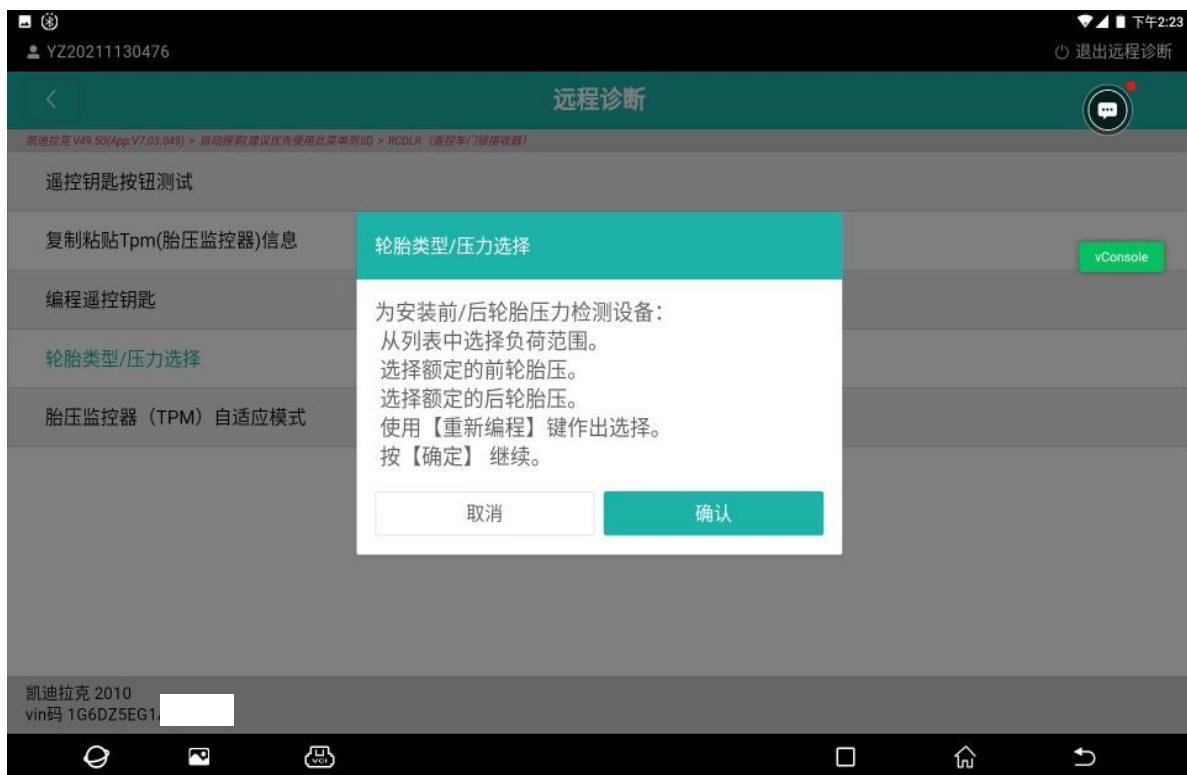 下午2:23
YZ20211130476
退出远程诊断
远程诊断
凯迪拉克 V49.50(App:V7.03.049) > 自动搜索(建议优先使用此菜单测试) > RCDLR（遥控车门锁接收器）
遥控钥匙按钮测试
复制粘贴Tpm(胎压监控器)信息
轮胎类型/压力选择
vConsole
编程遥控钥匙
为安装前/后轮胎压力检测设备：
从列表中选择负荷范围。
轮胎类型/压力选择
选择额定的前轮胎压。
选择额定的后轮胎压。
胎压监控器（TPM）自适应模式
使用【重新编程】键作出选择。
按【确定】 继续。
取消
确认
凯迪拉克 2010
vin码 1G6DZ5EG1
VCI